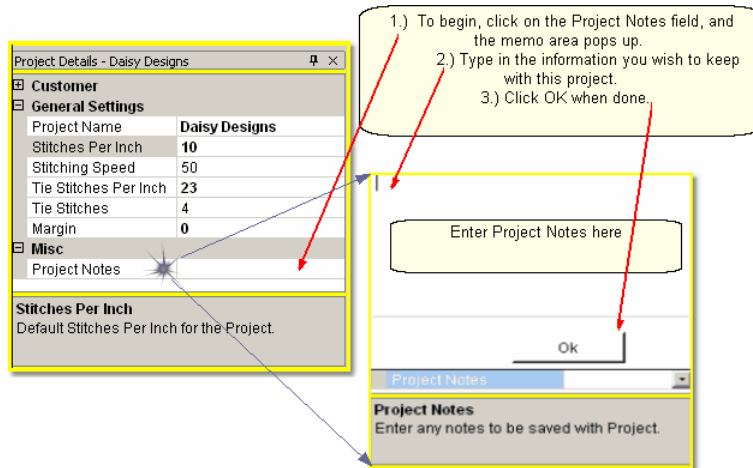 1.) To begin, click on the Project Notes field, and
the memo area pops up.
2.) Type in the information you wish to keep
with this project.
3.) Click OK when done.
Project Details - Daisy Designs
Customer
General Settings
Project Name Daisy Designs
Stitches Per Inch 10
Stitching Speed 50
Tie Stitches Per Inch 23
Tie Stitches 4
Margin 0
Misc
Project Notes
Stitches Per Inch
Default Stitches Per Inch for the Project.
Enter Project Notes here
Ok
Project Notes
Project Notes
Enter any notes to be saved with Project.